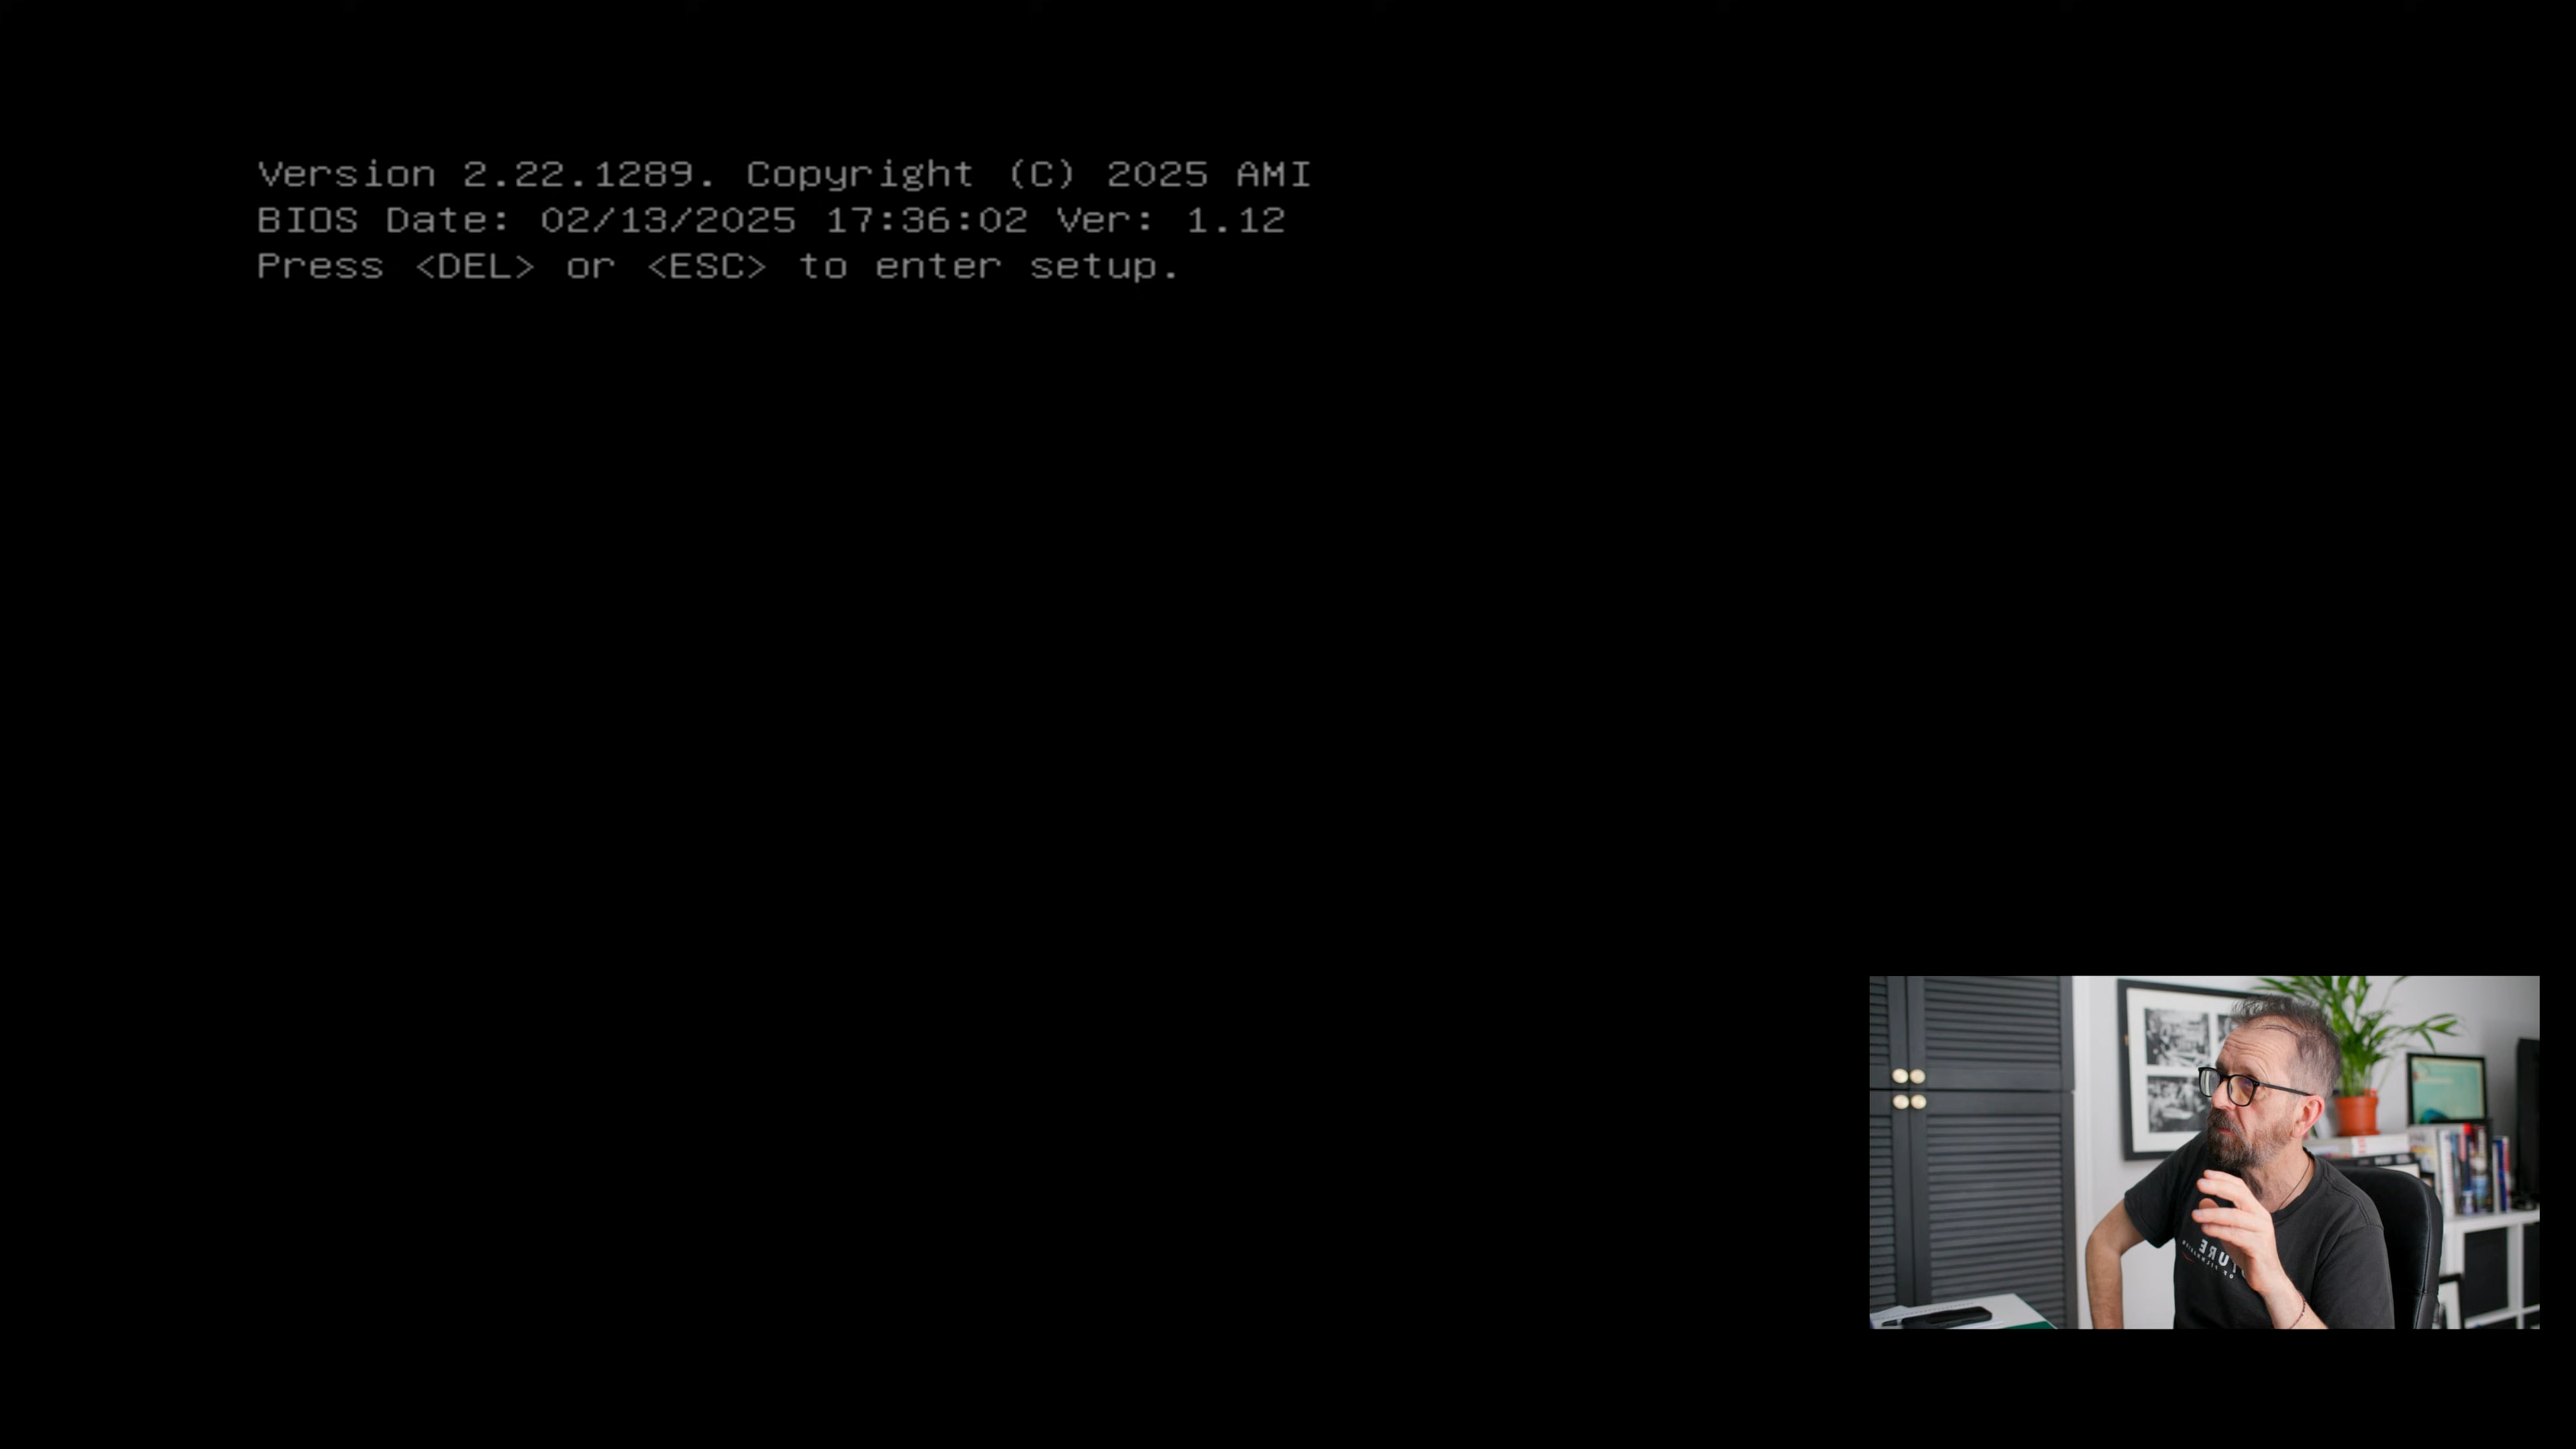 Version 2.22.1289. Copyright (C) 2025 AMI
BIOS Date: 02/13/2025 17:36:02 Ver: 1.12
Press <DEL> or <ESC> to enter setup.